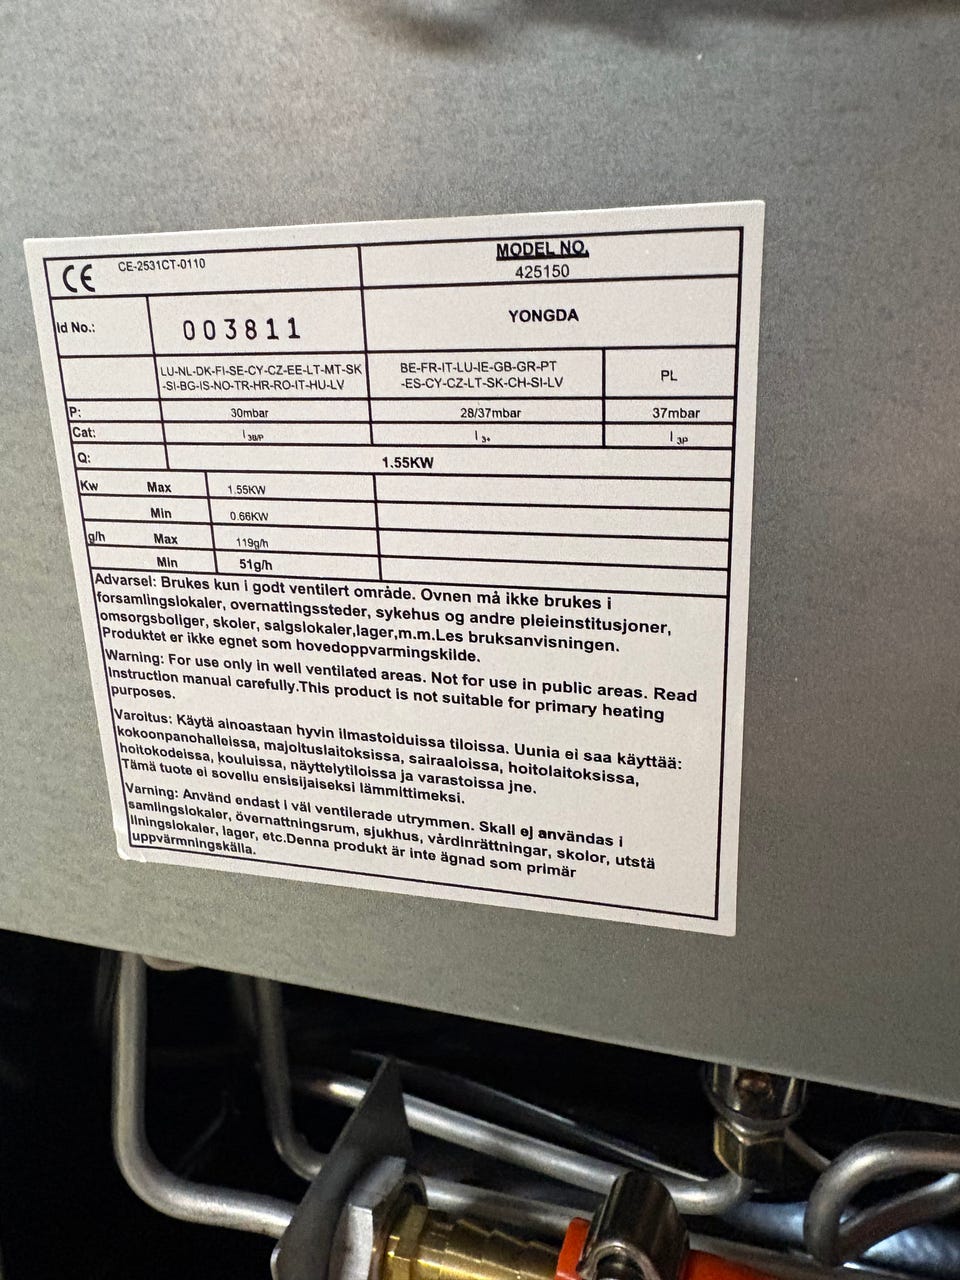 CE CE-2531CT-0110
MODEL NO.
425150
Id No.: 003811
YONGDA
LU-NL-DK-FI-SE-CY-CZ-EE-LT-MT-SK
-SI-BG-IS-NO-TR-HR-RO-IT-HU-LV
BE-FR-IT-LU-IE-GB-GR-PT
-ES-CY-CZ-LT-SK-CH-SI-LV
PL
P: 30mbar 28/37mbar 37mbar
Cat: I3B/P I3+ I3P
Q: 1.55KW
Kw Max 1.55KW
Min 0.66KW
g/h Max 119g/h
Min 51g/h
Advarsel: Brukes kun i godt ventilert område. Ovnen må ikke brukes i
forsamlingslokaler, overnattingssteder, sykehus og andre pleieinstitusjoner,
omsorgsboliger, skoler, salgslokaler,lager,m.m.Les bruksanvisningen.
Produktet er ikke egnet som hovedoppvarmingskilde.
Warning: For use only in well ventilated areas. Not for use in public areas. Read
Instruction manual carefully.This product is not suitable for primary heating
purposes.
Varoitus: Käytä ainoastaan hyvin ilmastoiduissa tiloissa. Uunia ei saa käyttää:
kokoonpanohalleissa, majoituslaitoksissa, sairaaloissa, hoitolaitoksissa,
hoitokodeissa, kouluissa, näyttelytiloissa ja varastoissa jne.
Tämä tuote ei sovellu ensisijaiseksi lämmittimeksi.
Varning: Använd endast i väl ventilerade utrymmen. Skall ej användas i
samlingslokaler, övernattningsrum, sjukhus, vårdinrättningar, skolor, utstä
llningslokaler, lager, etc.Denna produkt är inte ägnad som primär
uppvärmningskälla.